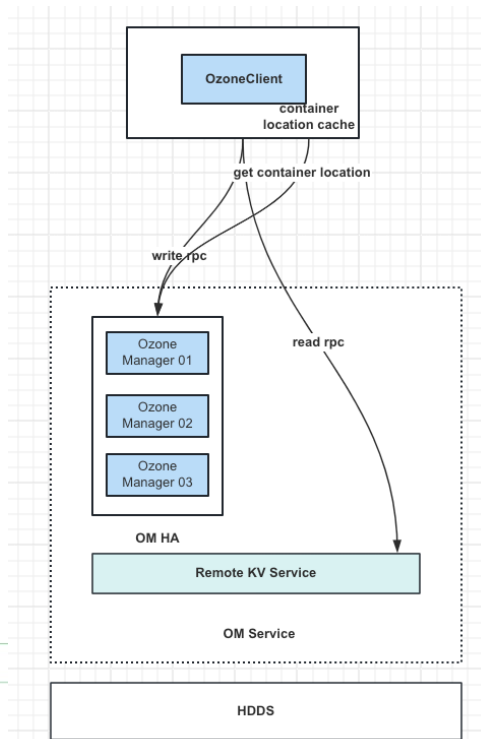 OzoneClient
container
location cache
get container location
write rpc
read rpc
Ozone
Manager 01
Ozone
Manager 02
Ozone
Manager 03
OM HA
Remote KV Service
OM Service
HDDS